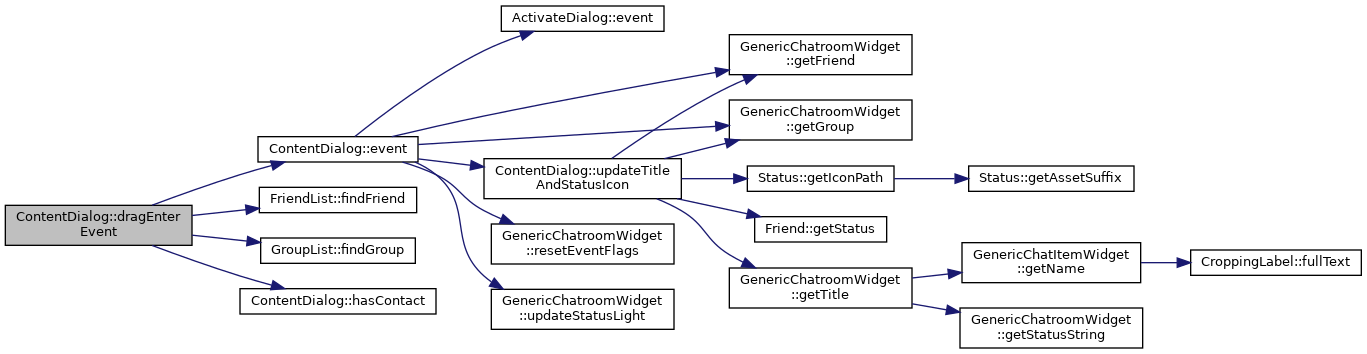 ContentDialog::dragEnter
Event
ContentDialog::event
FriendList::findFriend
GroupList::findGroup
ContentDialog::hasContact
ActivateDialog::event
ContentDialog::updateTitle
AndStatusIcon
GenericChatroomWidget
::resetEventFlags
GenericChatroomWidget
::updateStatusLight
GenericChatroomWidget
::getFriend
GenericChatroomWidget
::getGroup
Status::getIconPath
Friend::getStatus
GenericChatroomWidget
::getTitle
Status::getAssetSuffix
GenericChatItemWidget
::getName
GenericChatroomWidget
::getStatusString
CroppingLabel::fullText